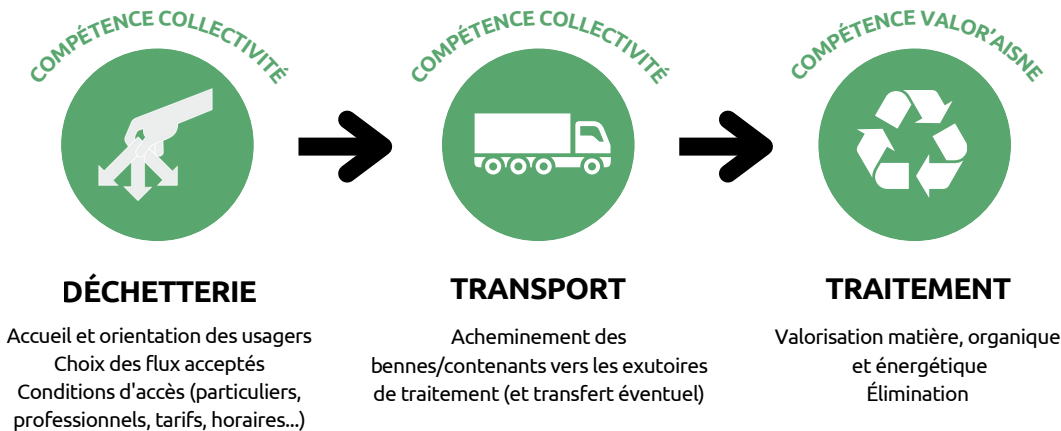 COMPÉTENCE COLLECTIVITÉ
DÉCHETTERIE
Accueil et orientation des usagers
Choix des flux acceptés
Conditions d'accès (particuliers,
professionnels, tarifs, horaires...)
COMPÉTENCE COLLECTIVITÉ
TRANSPORT
Acheminement des
bennes/contenants vers les exutoires
de traitement (et transfert éventuel)
COMPÉTENCE VALOR'AISNE
TRAITEMENT
Valorisation matière, organique
et énergétique
Élimination